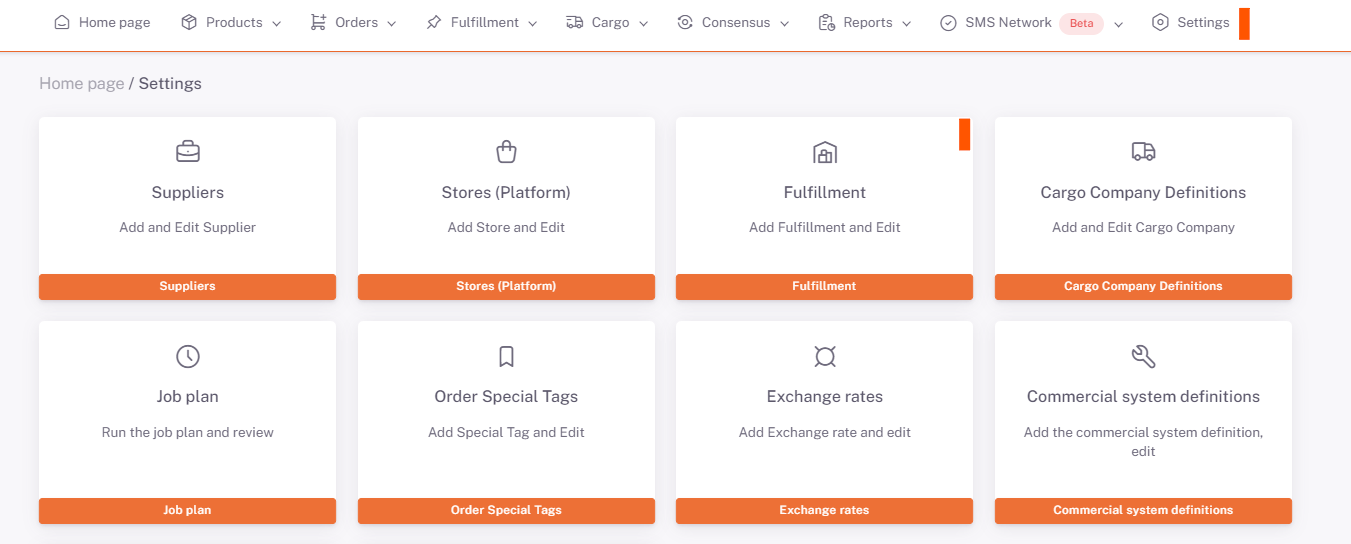 Home page Products Orders Fulfillment Cargo Consensus Reports SMS Network Beta Settings
Home page / Settings
Suppliers
Add and Edit Supplier
Suppliers
Stores (Platform)
Add Store and Edit
Stores (Platform)
Fulfillment
Add Fulfillment and Edit
Fulfillment
Cargo Company Definitions
Add and Edit Cargo Company
Cargo Company Definitions
Job plan
Run the job plan and review
Job plan
Order Special Tags
Add Special Tag and Edit
Order Special Tags
Exchange rates
Add Exchange rate and edit
Exchange rates
Commercial system definitions
Add the commercial system definition,
edit
Commercial system definitions